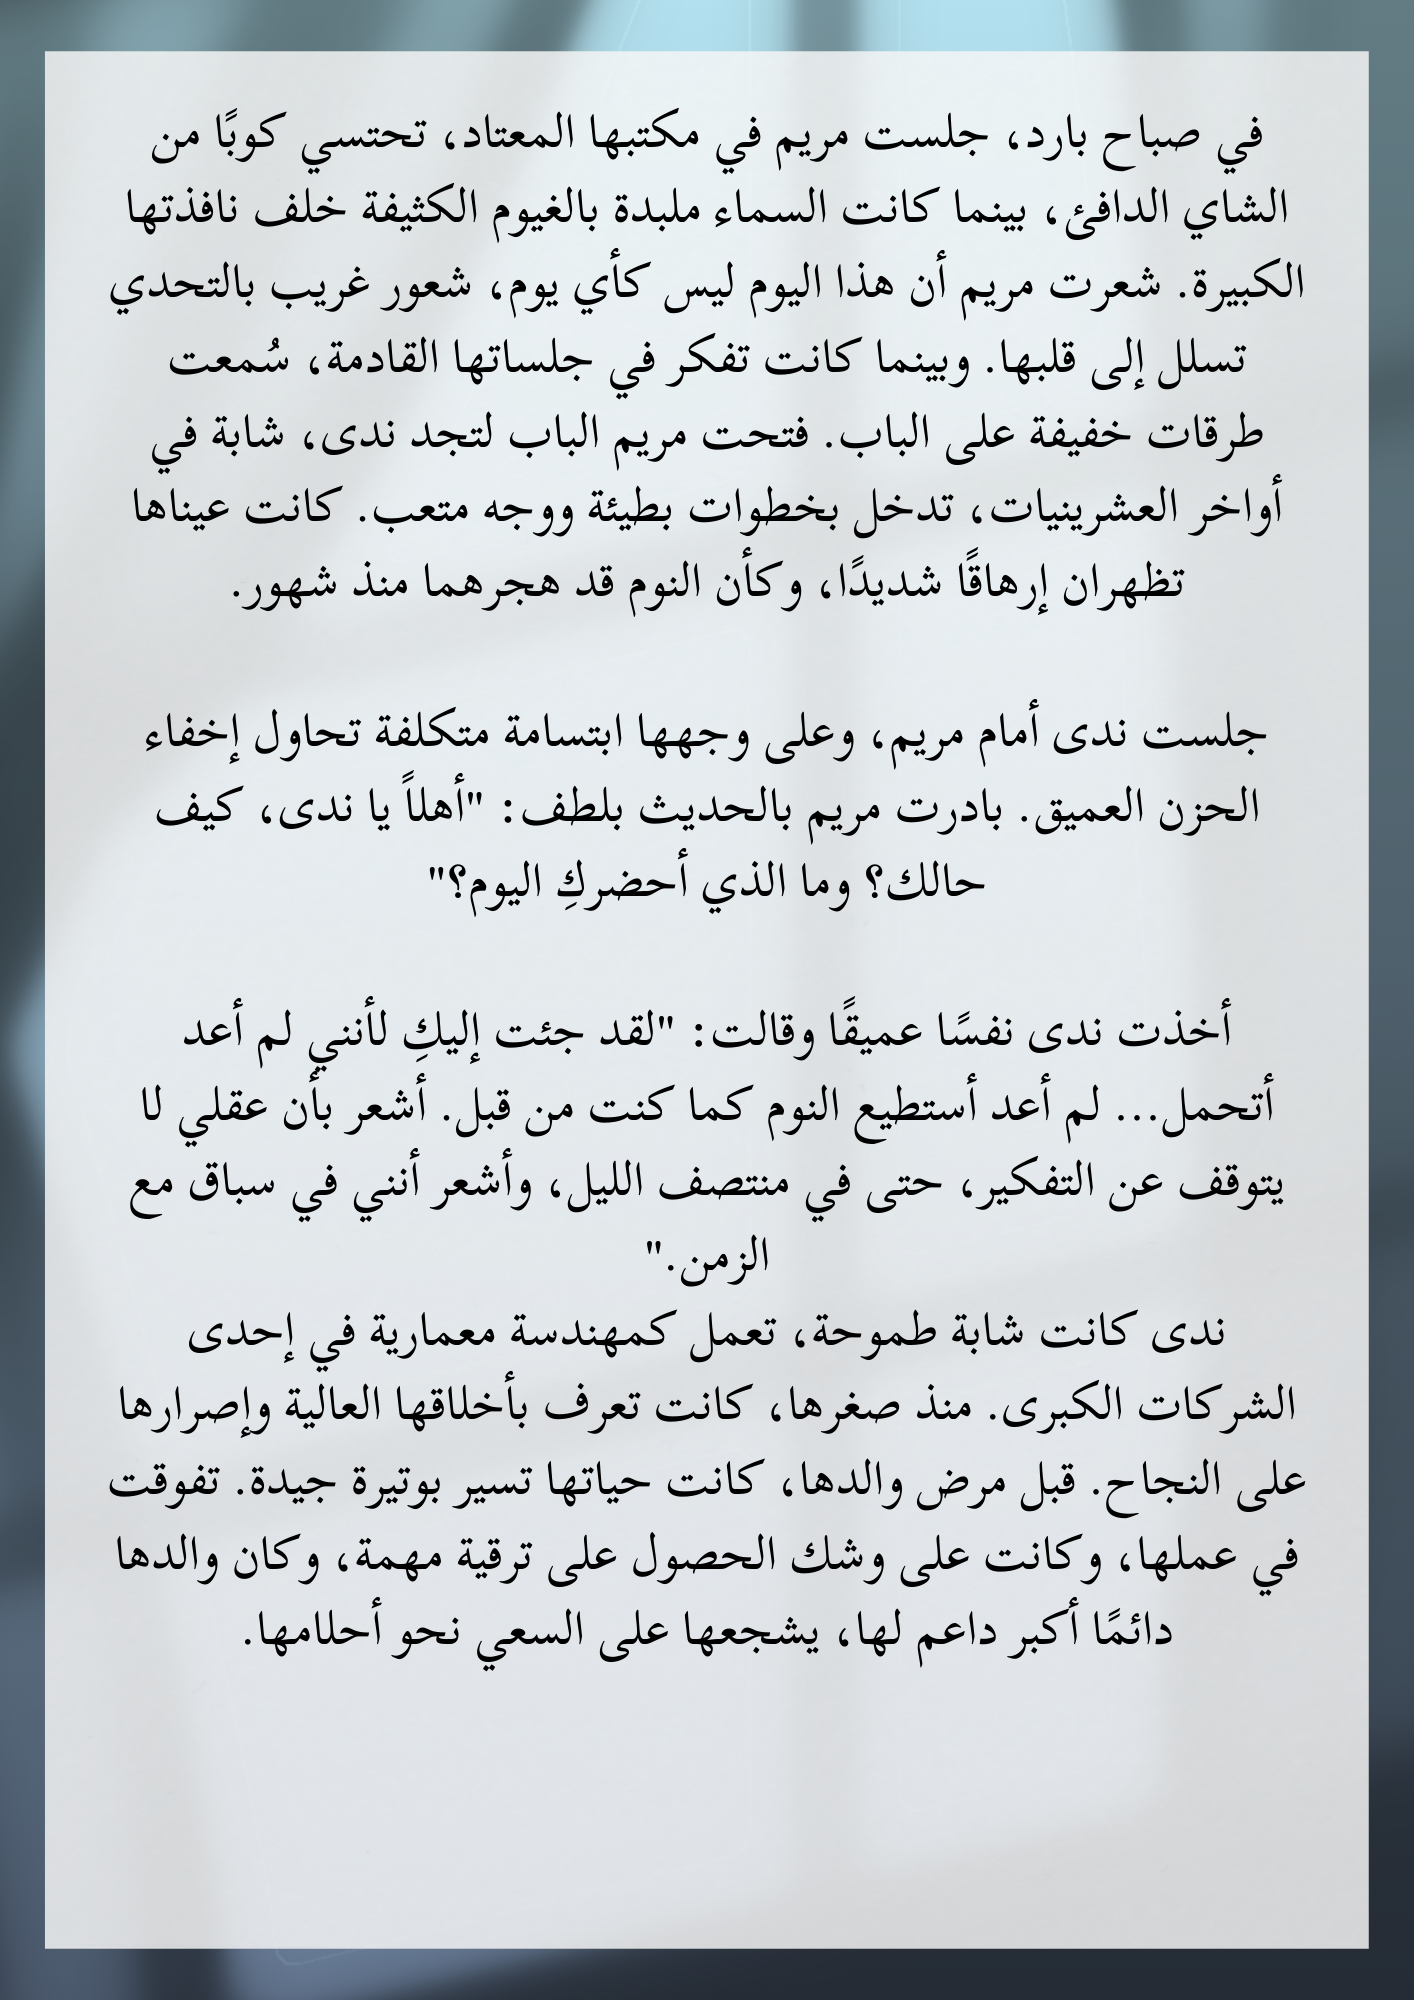 في صباح بارد، جلست مريم في مكتبها المعتاد، تحتسي كوبًا من
الشاي الدافئ، بينما كانت السماء ملبدة بالغيوم الكثيفة خلف نافذتها
الكبيرة. شعرت مريم أن هذا اليوم ليس كأي يوم، شعور غريب بالتحدي
تسلل إلى قلبها. وبينما كانت تفكر في جلساتها القادمة، سُمعت
طرقات خفيفة على الباب. فتحت مريم الباب لتجد ندى، شابة في
أواخر العشرينيات، تدخل بخطوات بطيئة ووجه متعب. كانت عيناها
تظهران إرهاقًا شديدًا، وكأن النوم قد هجرهما منذ شهور.
جلست ندى أمام مريم، وعلى وجهها ابتسامة متكلفة تحاول إخفاء
الحزن العميق. بادرت مريم بالحديث بلطف: "أهلاً يا ندى، كيف
حالك؟ وما الذي أحضركِ اليوم؟"
أخذت ندى نفسًا عميقًا وقالت: "لقد جئت إليكِ لأنني لم أعد
أتحمل... لم أعد أستطيع النوم كما كنت من قبل. أشعر بأن عقلي لا
يتوقف عن التفكير، حتى في منتصف الليل، وأشعر أنني في سباق مع
الزمن."
ندى كانت شابة طموحة، تعمل كمهندسة معمارية في إحدى
الشركات الكبرى. منذ صغرها، كانت تعرف بأخلاقها العالية وإصرارها
على النجاح. قبل مرض والدها، كانت حياتها تسير بوتيرة جيدة. تفوقت
في عملها، وكانت على وشك الحصول على ترقية مهمة، وكان والدها
دائمًا أكبر داعم لها، يشجعها على السعي نحو أحلامها.